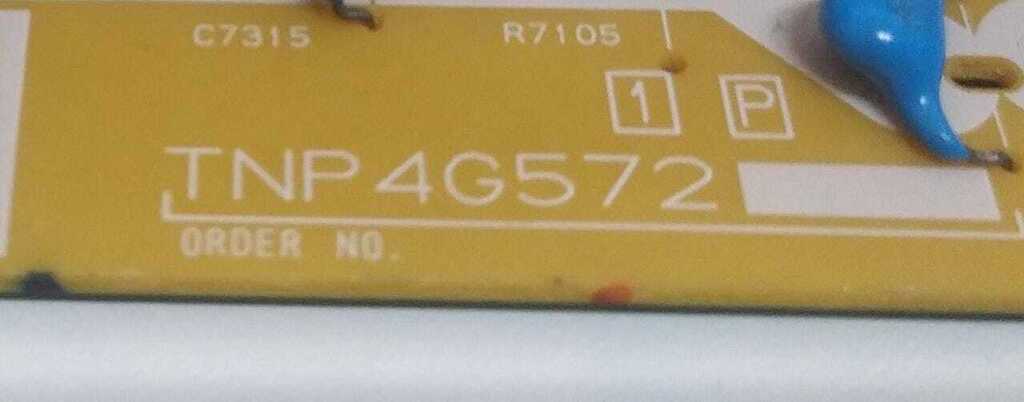 C7315 R7105
1 P
TNP4G572
ORDER NO.